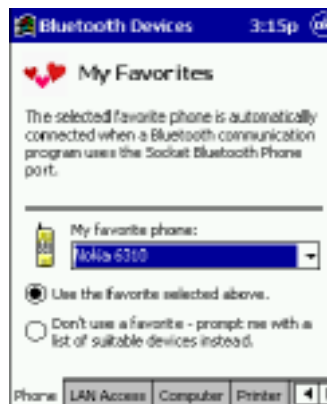 Bluetooth Devices 3:15p ok
My Favorites
The selected favorite phone is automatically
connected when a Bluetooth communication
program uses the Socket Bluetooth Phone
port.
My favorite phone:
Nokia 6310
Use the favorite selected above.
Don't use a favorite - prompt me with a
list of suitable devices instead.
Phone LAN Access Computer Printer